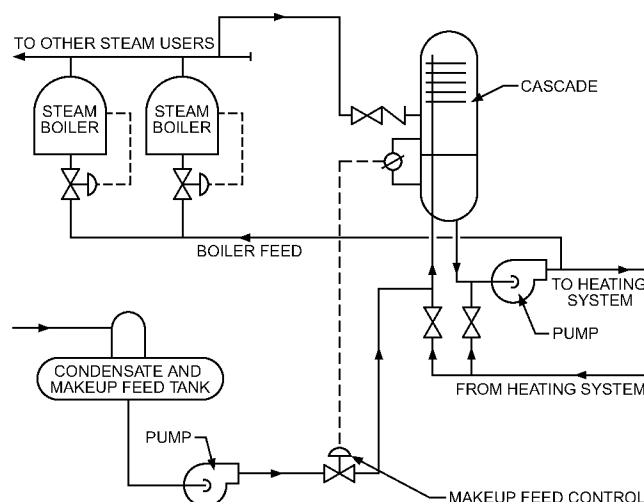 TO OTHER STEAM USERS
STEAM
BOILER
STEAM
BOILER
CASCADE
BOILER FEED
TO HEATING
SYSTEM
PUMP
CONDENSATE AND
MAKEUP FEED TANK
FROM HEATING SYSTEM
PUMP
MAKEUP FEED CONTROL